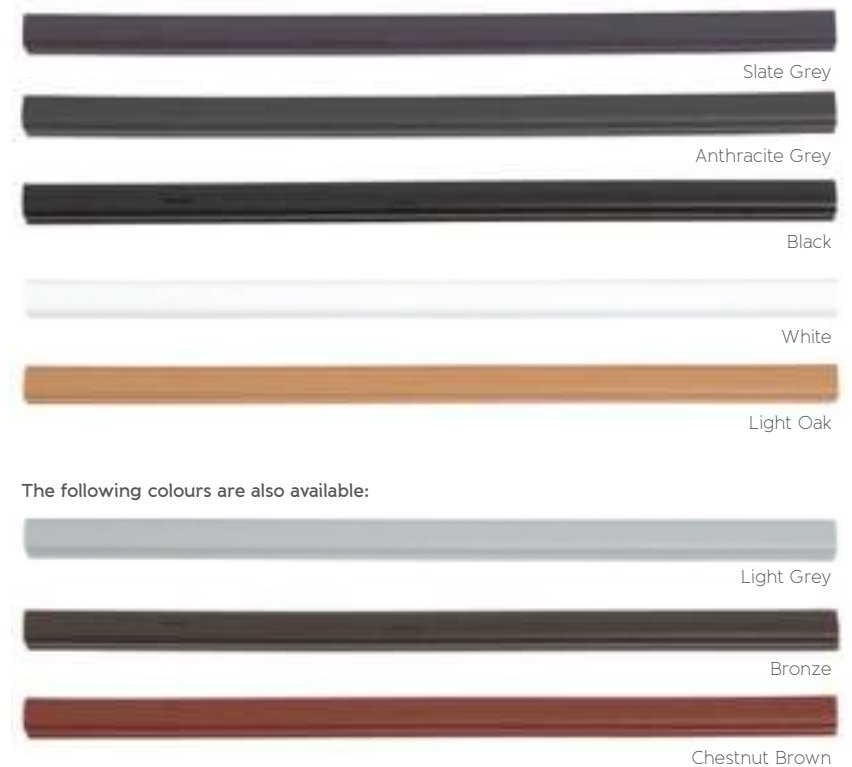 Slate Grey
Anthracite Grey
Black
White
Light Oak
The following colours are also available:
Light Grey
Bronze
Chestnut Brown